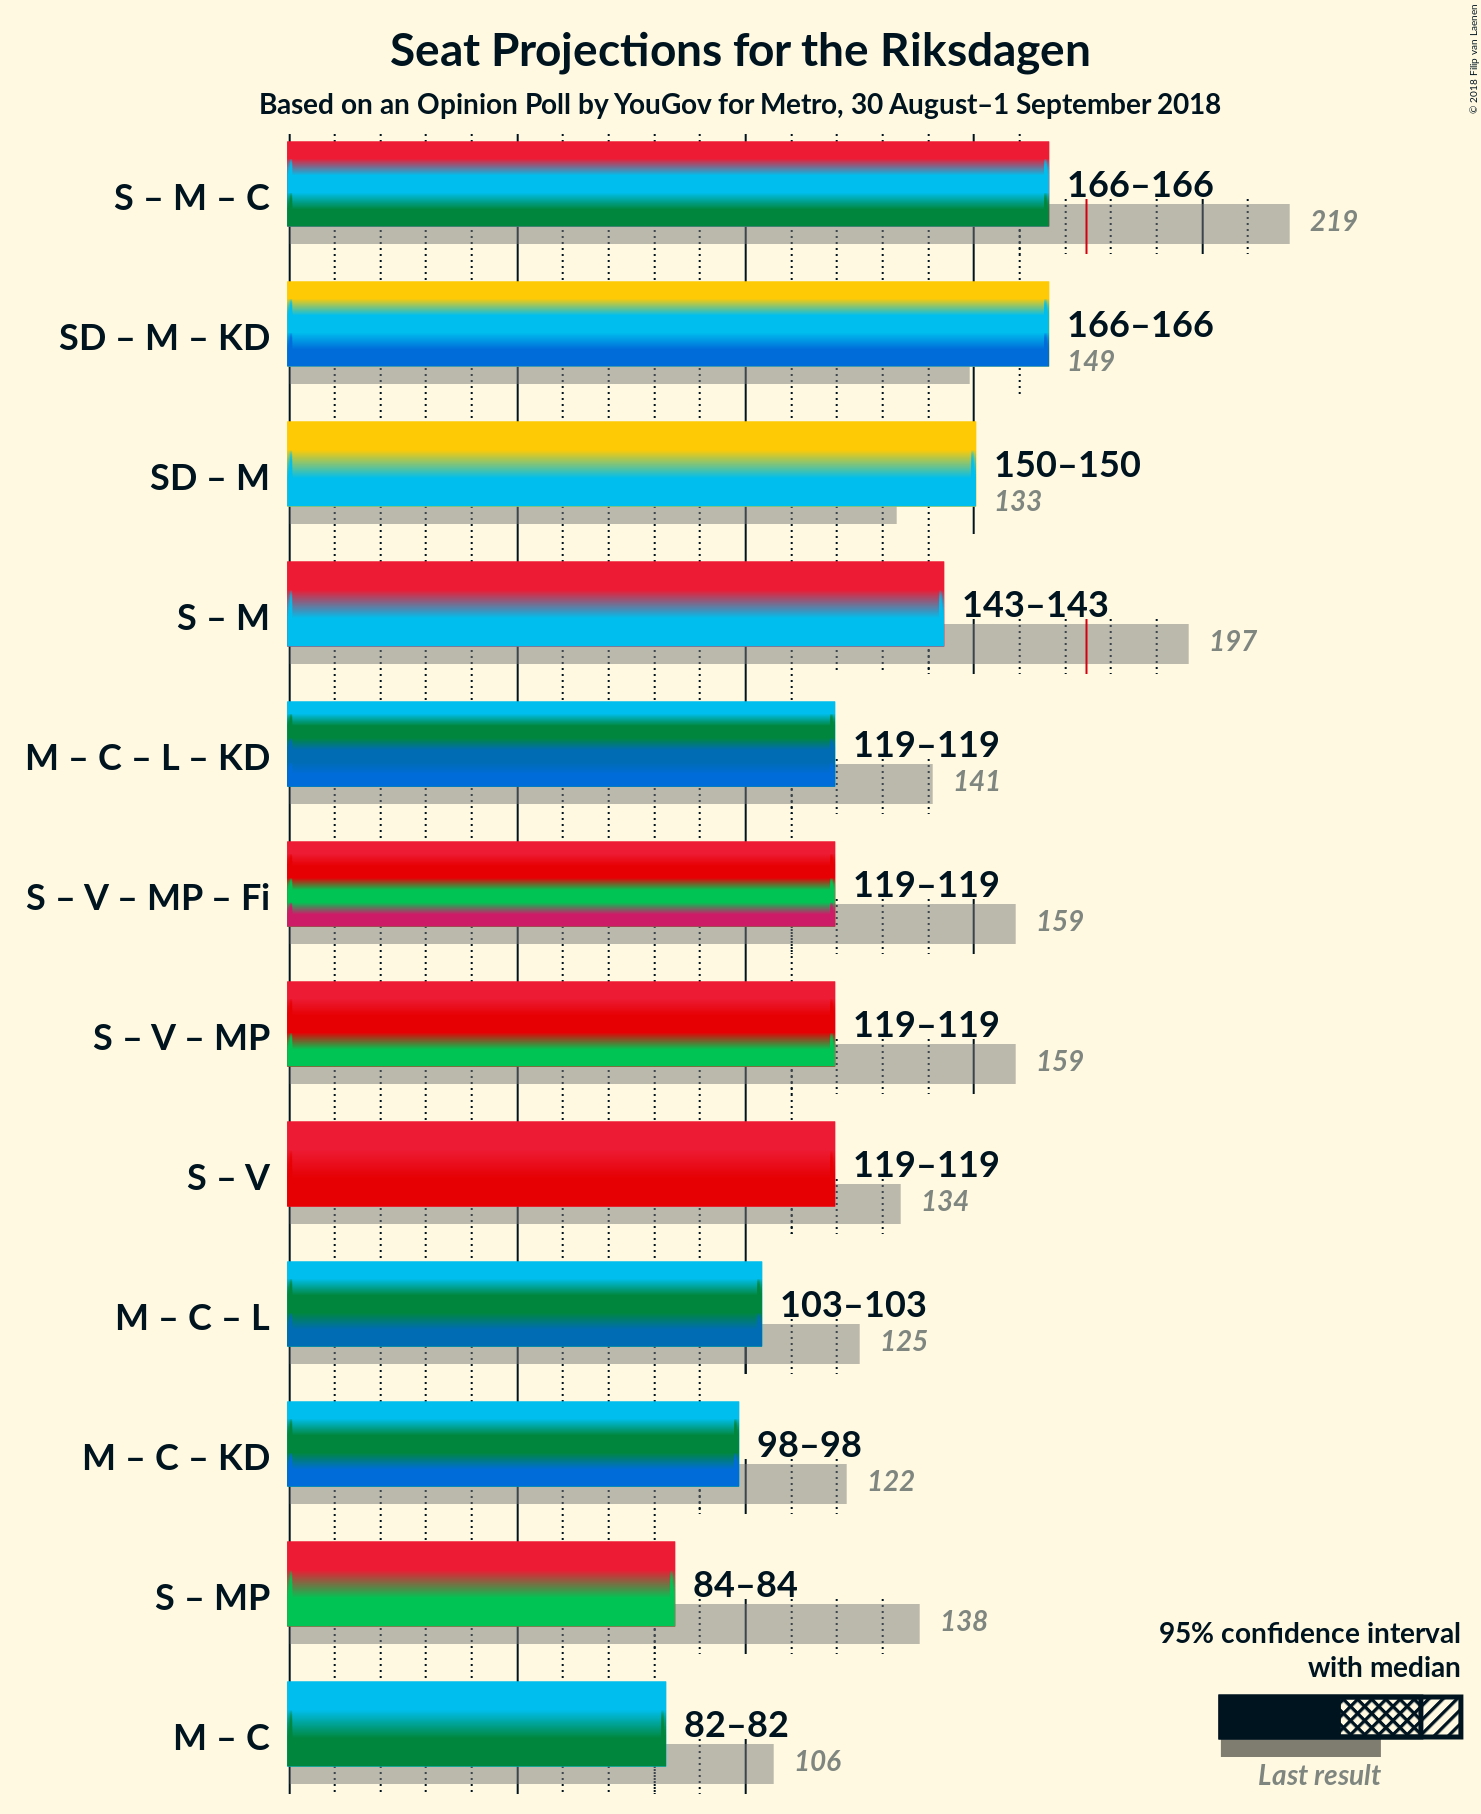 Seat Projections for the Riksdagen
Based on an Opinion Poll by YouGov for Metro, 30 August–1 September 2018
© 2018 Filip van Laenen
S – M – C
166–166
219
SD – M – KD
166–166
149
SD – M
150–150
133
S – M
143–143
197
M – C – L – KD
119–119
141
S – V – MP – Fi
119–119
159
S – V – MP
119–119
159
S – V
119–119
134
M – C – L
103–103
125
M – C – KD
98–98
122
S – MP
84–84
138
M – C
82–82
106
95% confidence interval
with median
Last result